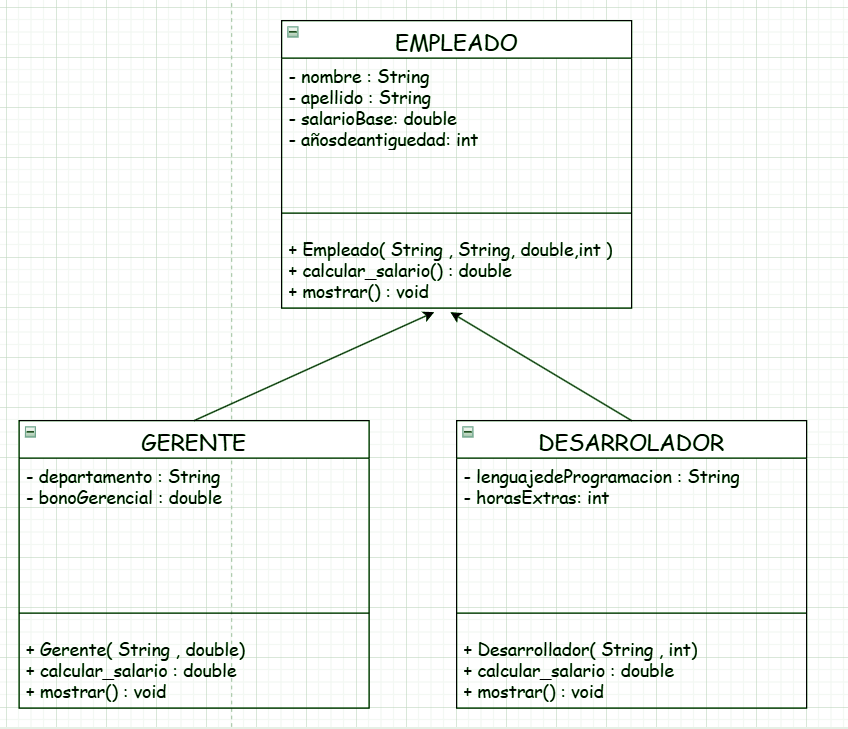 EMPLEADO
- nombre : String
- apellido : String
- salarioBase: double
- añosdeantiguedad: int
+ Empleado( String , String, double,int )
+ calcular_salario() : double
+ mostrar() : void
GERENTE
- departamento : String
- bonoGerencial : double
+ Gerente( String , double)
+ calcular_salario : double
+ mostrar() : void
DESARROLADOR
- lenguajedeProgramacion : String
- horasExtras: int
+ Desarrollador( String , int)
+ calcular_salario : double
+ mostrar() : void